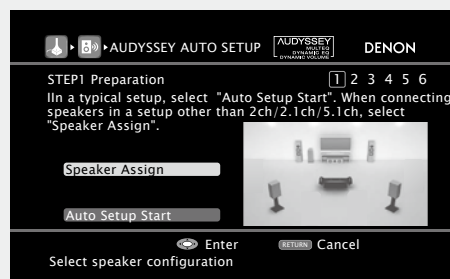 AUDYSSEY AUTO SETUP
AUDYSSEY
MULTEQ
DYNAMIC EQ
DYNAMIC VOLUME
DENON
STEP1 Preparation
1 2 3 4 5 6
IIn a typical setup, select "Auto Setup Start". When connecting
speakers in a setup other than 2ch/2.1ch/5.1ch, select
"Speaker Assign".
Speaker Assign
Auto Setup Start
Enter
RETURN Cancel
Select speaker configuration